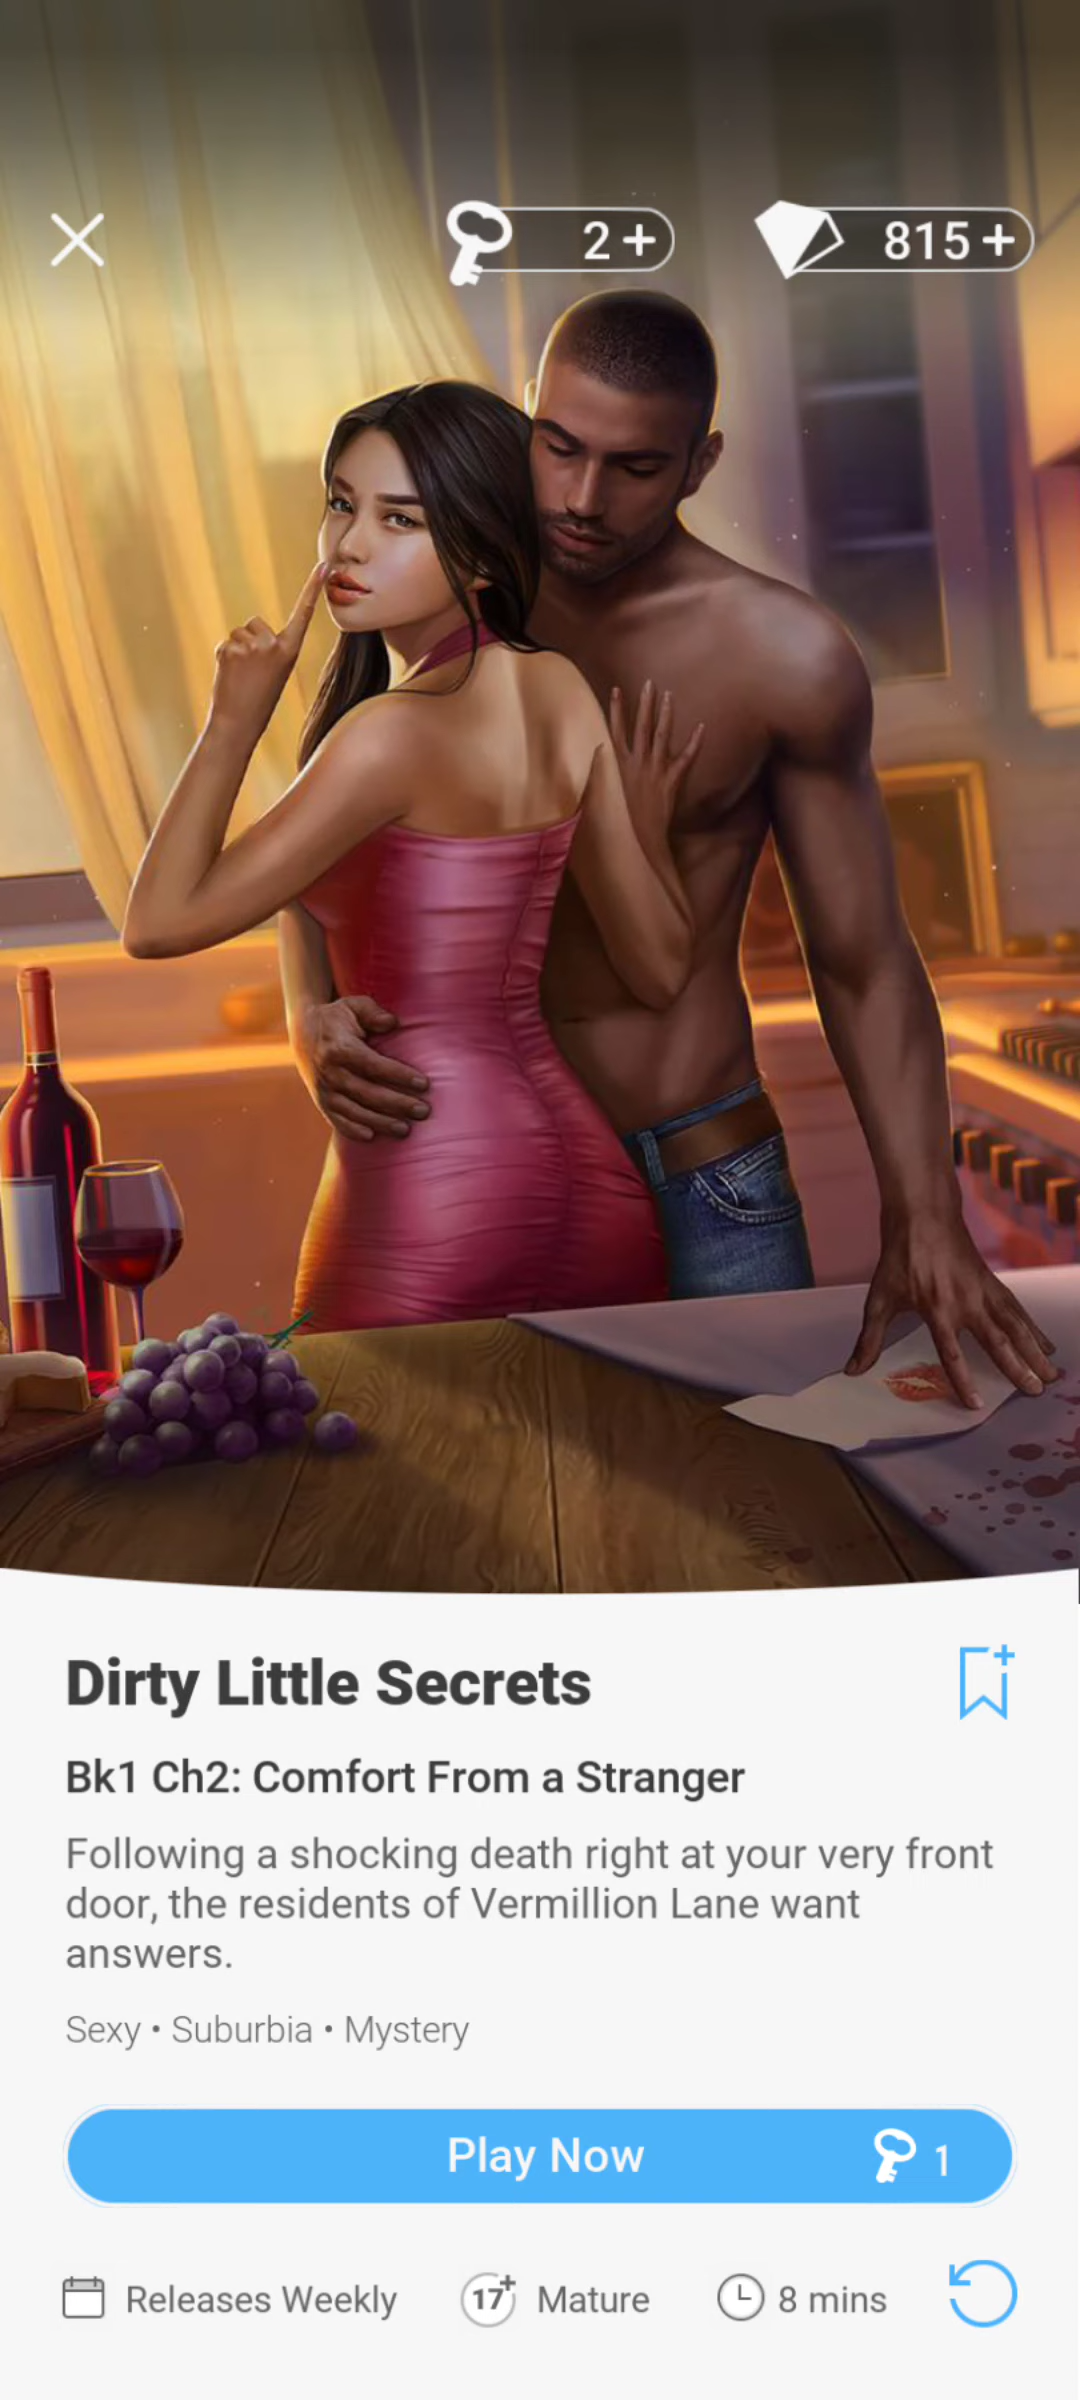 2+
815+
Dirty Little Secrets
Bk1 Ch2: Comfort From a Stranger
Following a shocking death right at your very front
door, the residents of Vermillion Lane want
answers.
Sexy • Suburbia • Mystery
Play Now 1
Releases Weekly 17+ Mature 8 mins